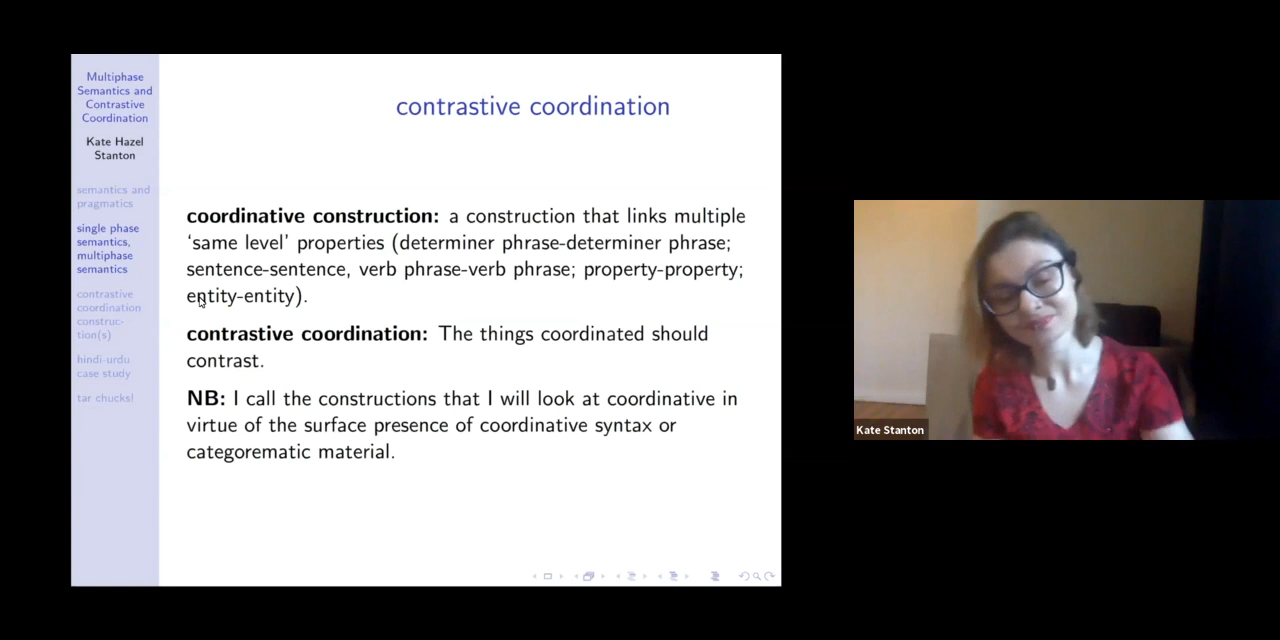 Multiphase
Semantics and
Contrastive
Coordination
Kate Hazel
Stanton
semantics and
pragmatics
single phase
semantics,
multiphase
semantics
contrastive
coordination
construc-
tion(s)
hindi-urdu
case study
tar chucks!
contrastive coordination
coordinative construction: a construction that links multiple
‘same level’ properties (determiner phrase-determiner phrase;
sentence-sentence, verb phrase-verb phrase; property-property;
entity-entity).
contrastive coordination: The things coordinated should
contrast.
NB: I call the constructions that I will look at coordinative in
virtue of the surface presence of coordinative syntax or
categorematic material.
Kate Stanton